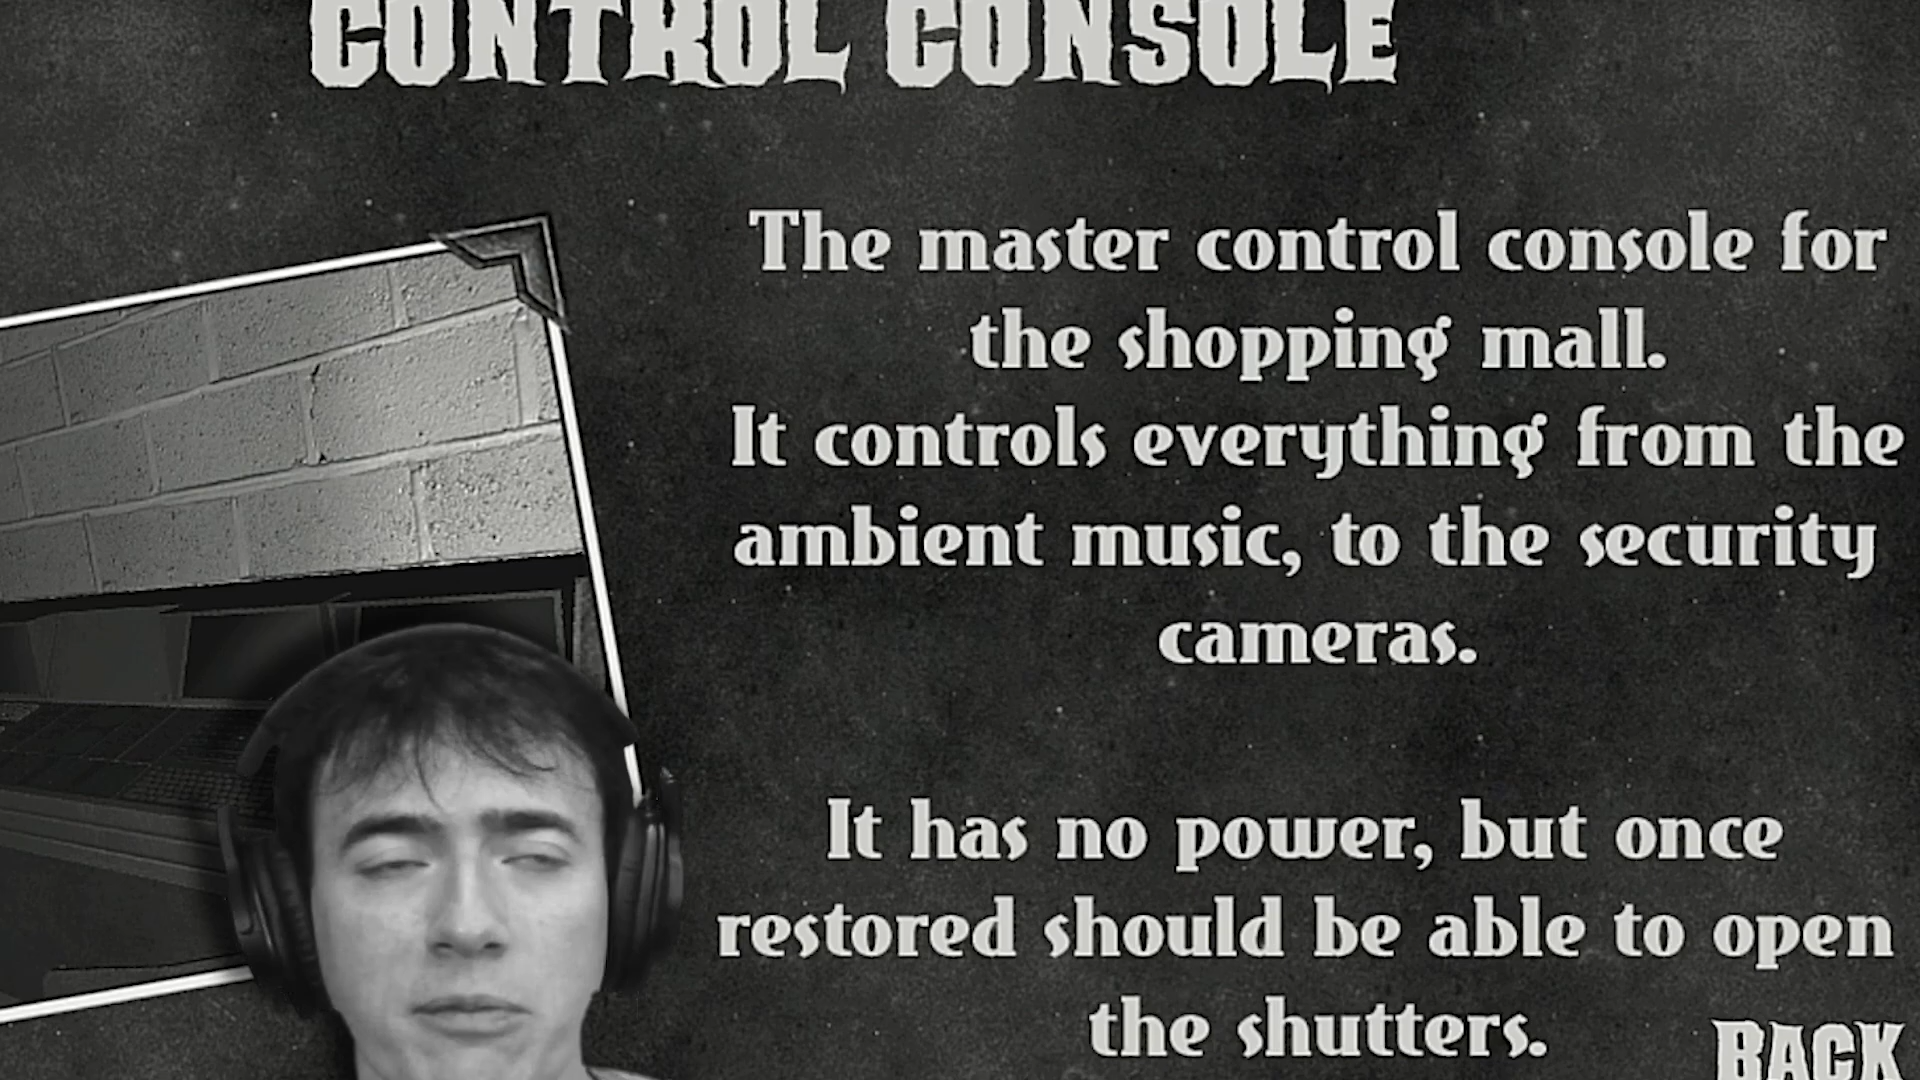 CONTROL CONSOLE
The master control console for
the shopping mall.
It controls everything from the
ambient music, to the security
cameras.
It has no power, but once
restored should be able to open
the shutters.
BACK